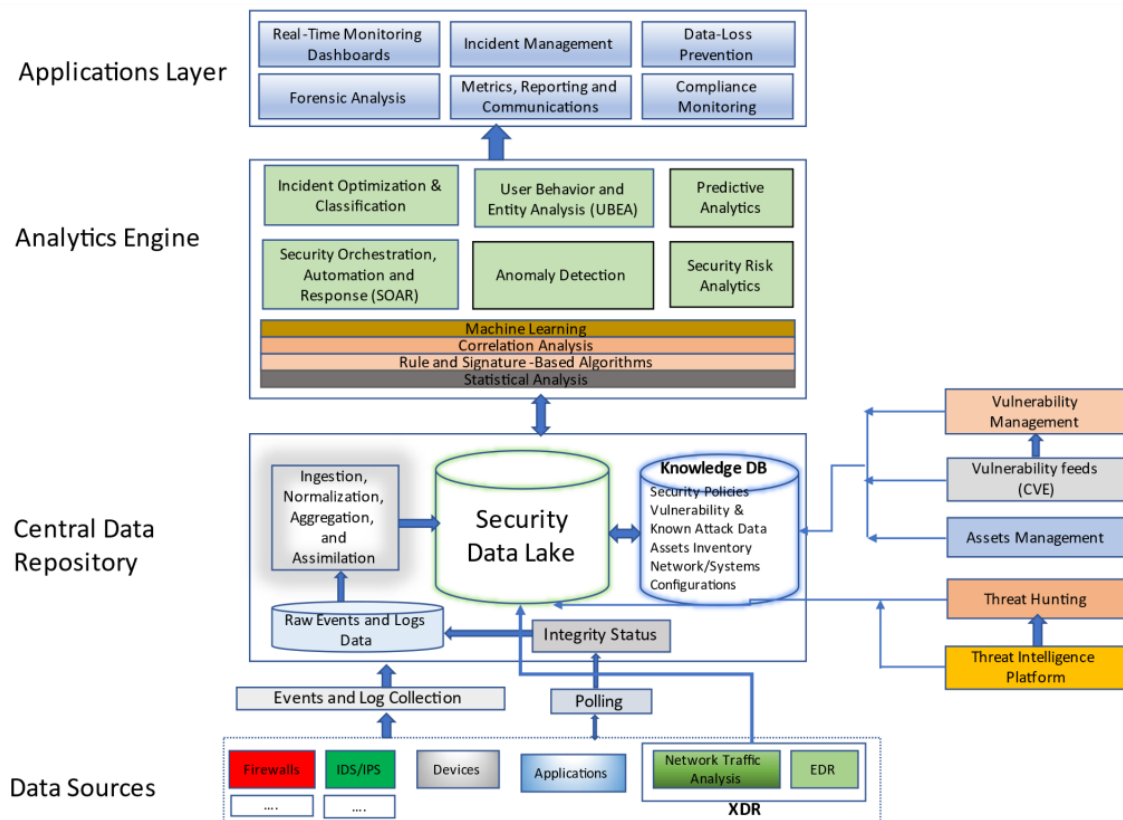 Applications Layer
Real-Time Monitoring
Dashboards
Incident Management
Data-Loss
Prevention
Forensic Analysis
Metrics, Reporting and
Communications
Compliance
Monitoring
Analytics Engine
Incident Optimization &
Classification
User Behavior and
Entity Analysis (UBEA)
Predictive
Analytics
Security Orchestration,
Automation and
Response (SOAR)
Anomaly Detection
Security Risk
Analytics
Machine Learning
Correlation Analysis
Rule and Signature -Based Algorithms
Statistical Analysis
Central Data
Repository
Ingestion,
Normalization,
Aggregation,
and
Assimilation
Security
Data Lake
Knowledge DB
Security Policies
Vulnerability &
Known Attack Data
Assets Inventory
Network/Systems
Configurations
Raw Events and Logs
Data
Integrity Status
Vulnerability
Management
Vulnerability feeds
(CVE)
Assets Management
Threat Hunting
Threat Intelligence
Platform
Events and Log Collection
Polling
Data Sources
Firewalls
IDS/IPS
Devices
Applications
Network Traffic
Analysis
EDR
....
....
XDR